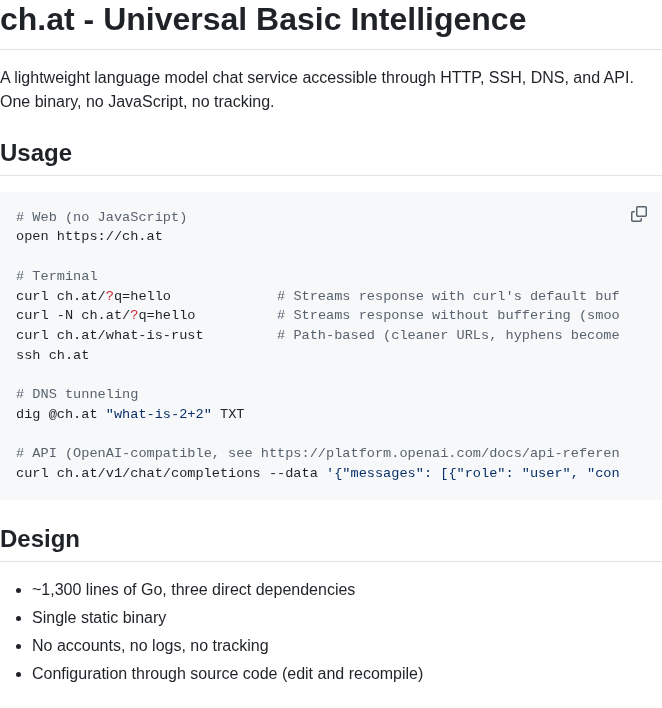 ch.at - Universal Basic Intelligence
A lightweight language model chat service accessible through HTTP, SSH, DNS, and API.
One binary, no JavaScript, no tracking.
Usage
# Web (no JavaScript)
open https://ch.at
# Terminal
curl ch.at/?q=hello             # Streams response with curl's default buf
curl -N ch.at/?q=hello          # Streams response without buffering (smoo
curl ch.at/what-is-rust         # Path-based (cleaner URLs, hyphens become
ssh ch.at
# DNS tunneling
dig @ch.at "what-is-2+2" TXT
# API (OpenAI-compatible, see https://platform.openai.com/docs/api-referen
curl ch.at/v1/chat/completions --data '{"messages": [{"role": "user", "con
Design
• ~1,300 lines of Go, three direct dependencies
• Single static binary
• No accounts, no logs, no tracking
• Configuration through source code (edit and recompile)